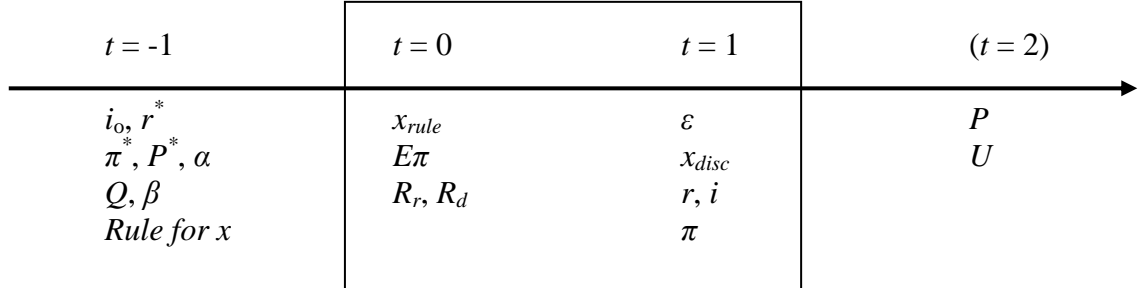 t = -1 t = 0 t = 1 (t = 2)
i₀, r* x_rule ε P
π*, P*, α Eπ x_disc U
Q, β R_r, R_d r, i
Rule for x π